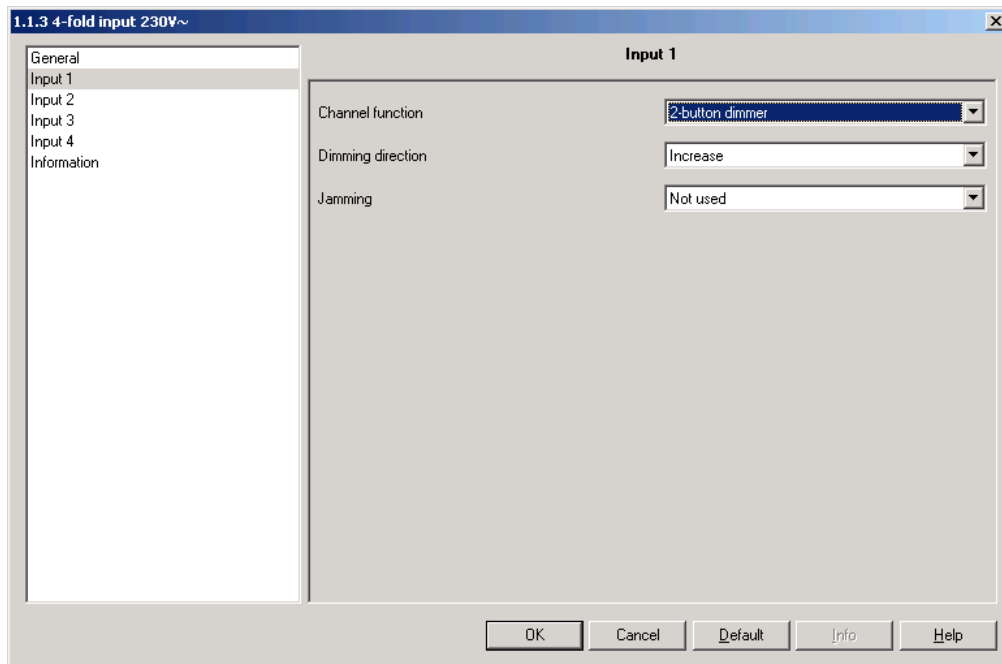 1.1.3 4-fold input 230V~
General
Input 1
Input 2
Input 3
Input 4
Information
Input 1
Channel function
2-button dimmer
Dimming direction
Increase
Jamming
Not used
OK
Cancel
Default
Info
Help